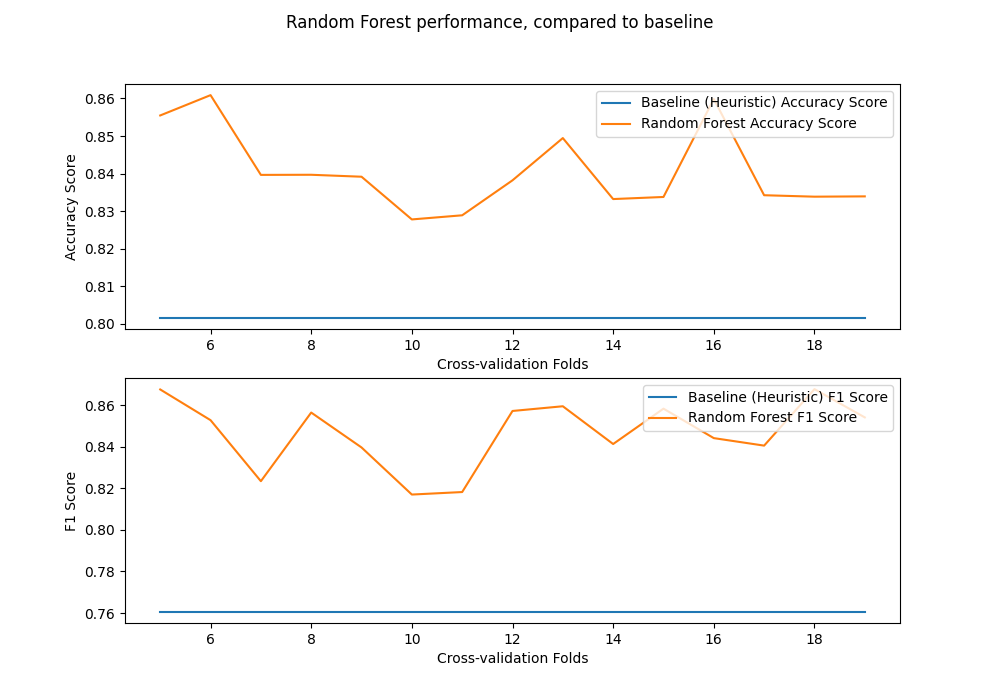 Random Forest performance, compared to baseline
0.86
0.85
0.84
0.83
0.82
0.81
0.80
Accuracy Score
Baseline (Heuristic) Accuracy Score
Random Forest Accuracy Score
6 8 10 12 14 16 18
Cross-validation Folds
0.86
0.84
0.82
0.80
0.78
0.76
F1 Score
Baseline (Heuristic) F1 Score
Random Forest F1 Score
6 8 10 12 14 16 18
Cross-validation Folds